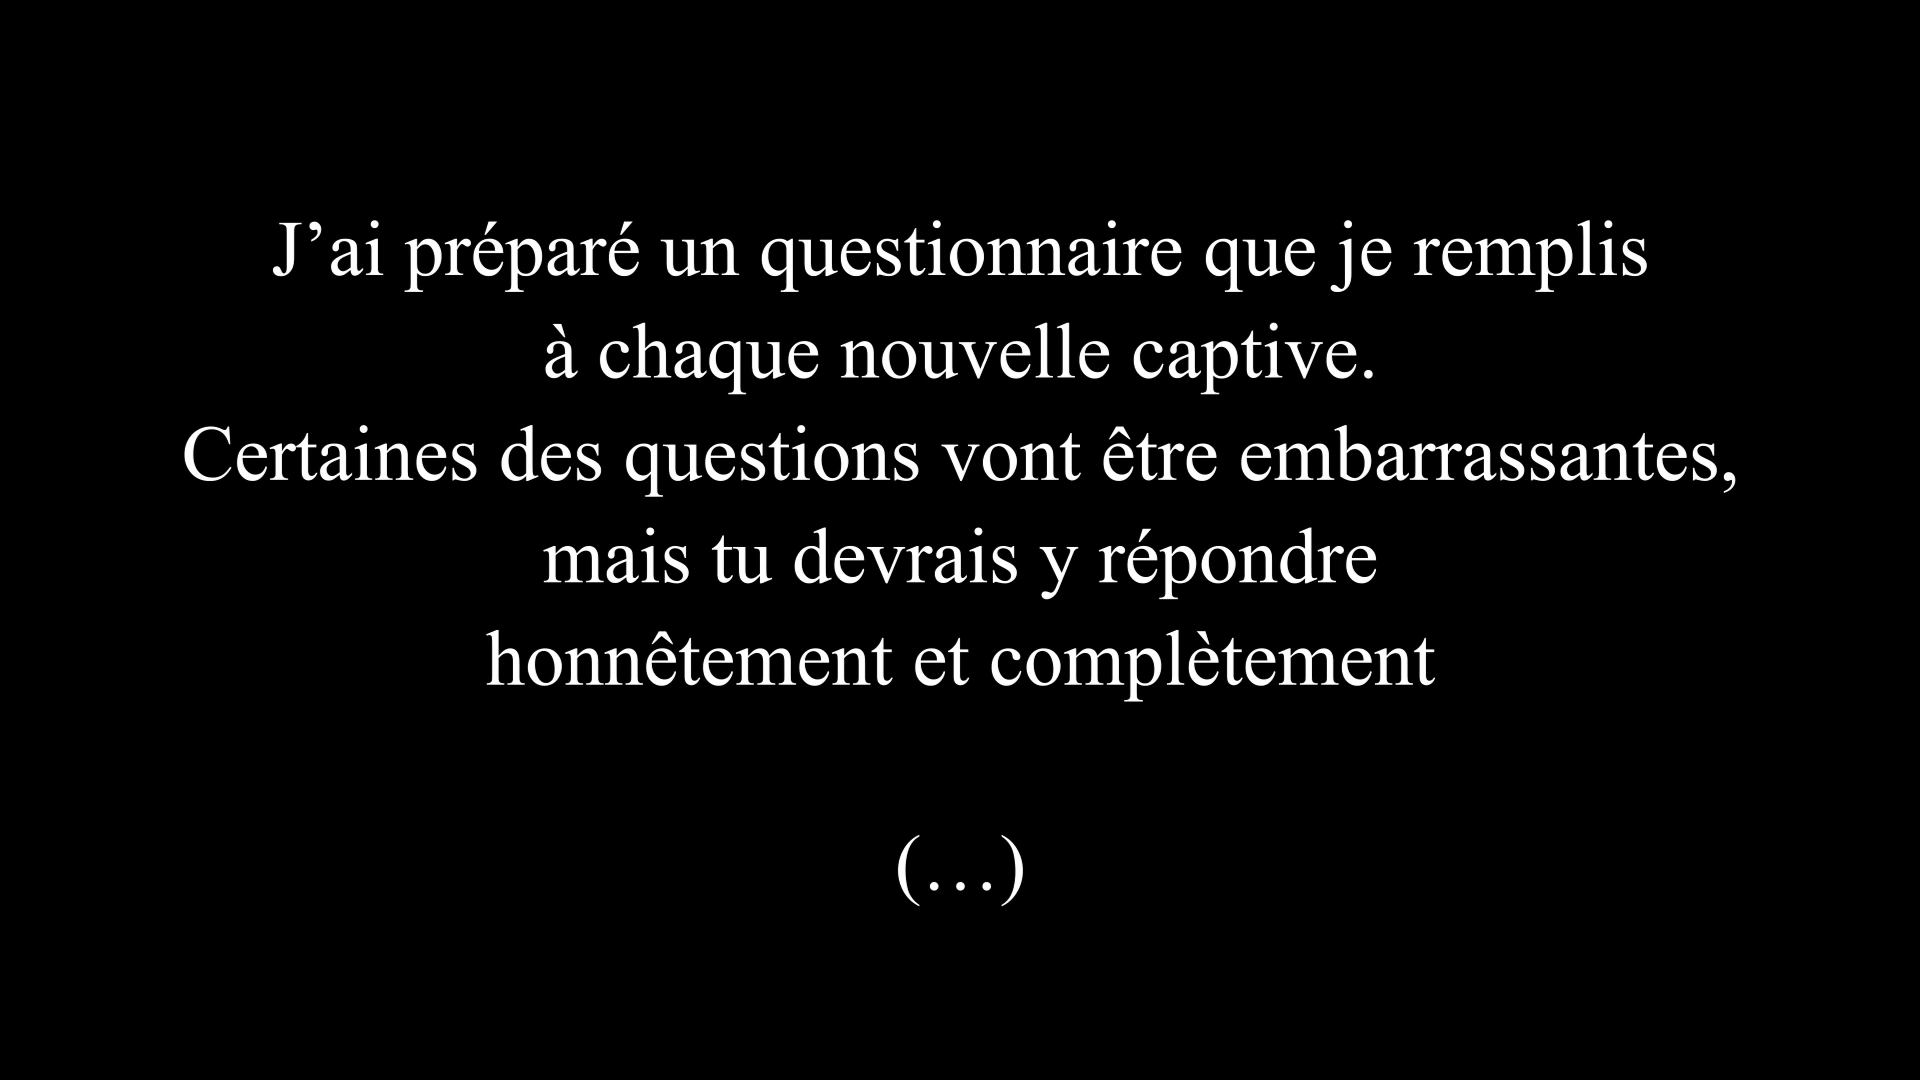 J’ai préparé un questionnaire que je remplis
à chaque nouvelle captive.
Certaines des questions vont être embarrassantes,
mais tu devrais y répondre
honnêtement et complètement
(…)